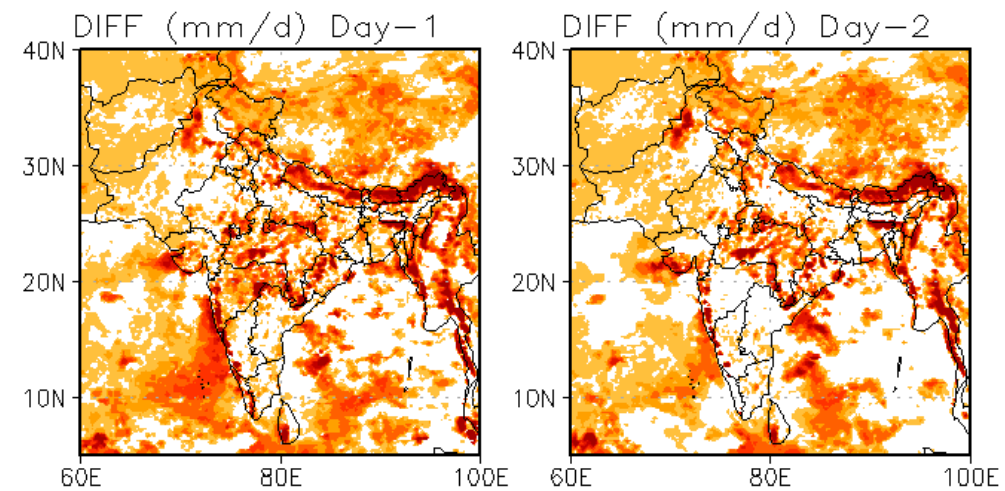 DIFF (mm/d) Day-1
DIFF (mm/d) Day-2
40N
30N
20N
10N
60E
80E
100E
40N
30N
20N
10N
60E
80E
100E